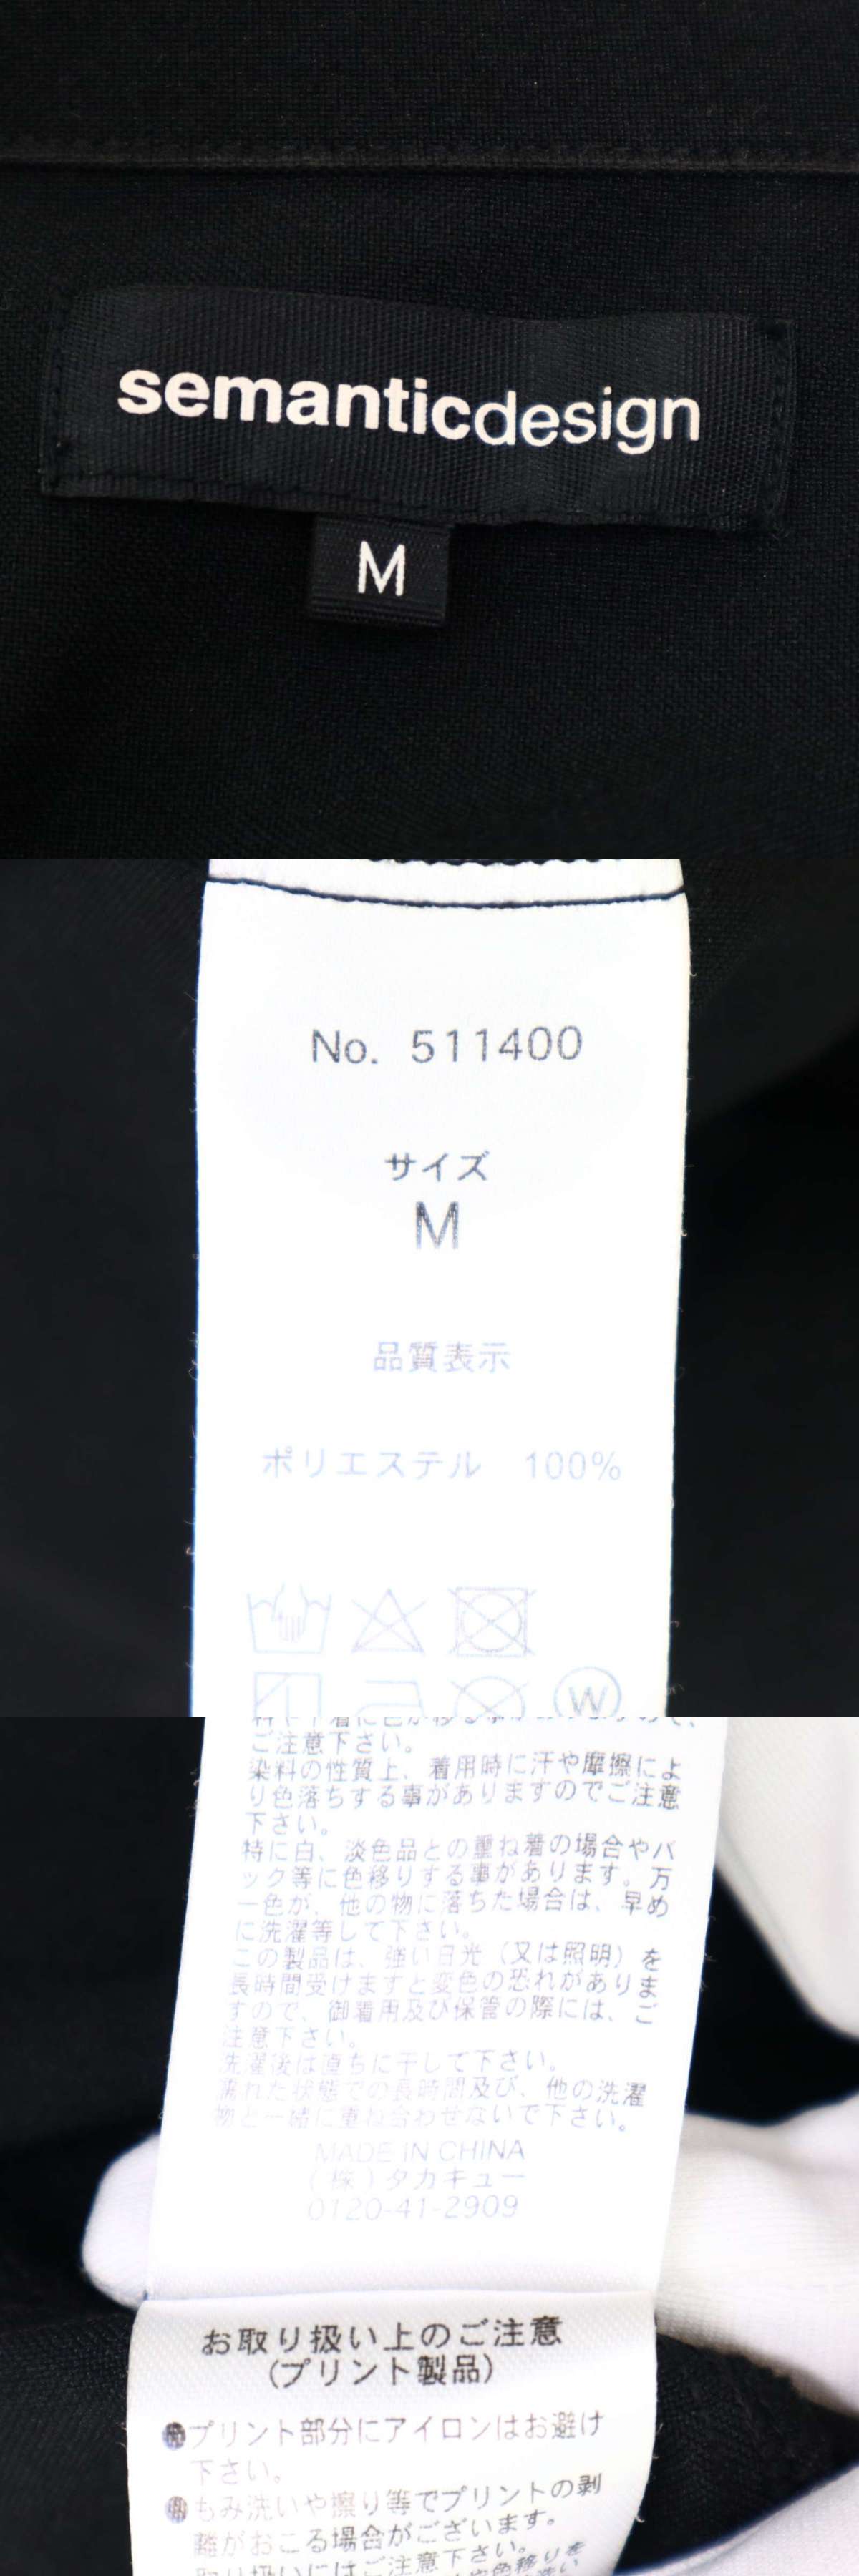 semanticdesign
M
No. 511400
サイズ
M
品質表示
ポリエステル 100%
W
ご注意下さい。
染料の性質上、着用時に汗や摩擦によ
り色落ちする事がありますのでご注意
下さい。
特に白、淡色品との重ね着の場合やバ
ック等に色移りする事があります。万
一色が、他の物に落ちた場合は、早め
に洗濯等して下さい。
この製品は、強い日光（又は照明）を
長時間受けますと変色の恐れがありま
すので、御着用及び保管の際には、ご
注意下さい。
洗濯後は直ちに干して下さい。
濡れた状態での長時間及び、他の洗濯
物と一緒に重ね合わせないで下さい。
MADE IN CHINA
(株)タカキュー
0120-41-2909
お取り扱い上のご注意
(プリント製品)
●プリント部分にアイロンはお避け
下さい。
●もみ洗いや擦り等でプリントの剥
離がおこる場合がございます。
取り扱いにはご注意下さい。